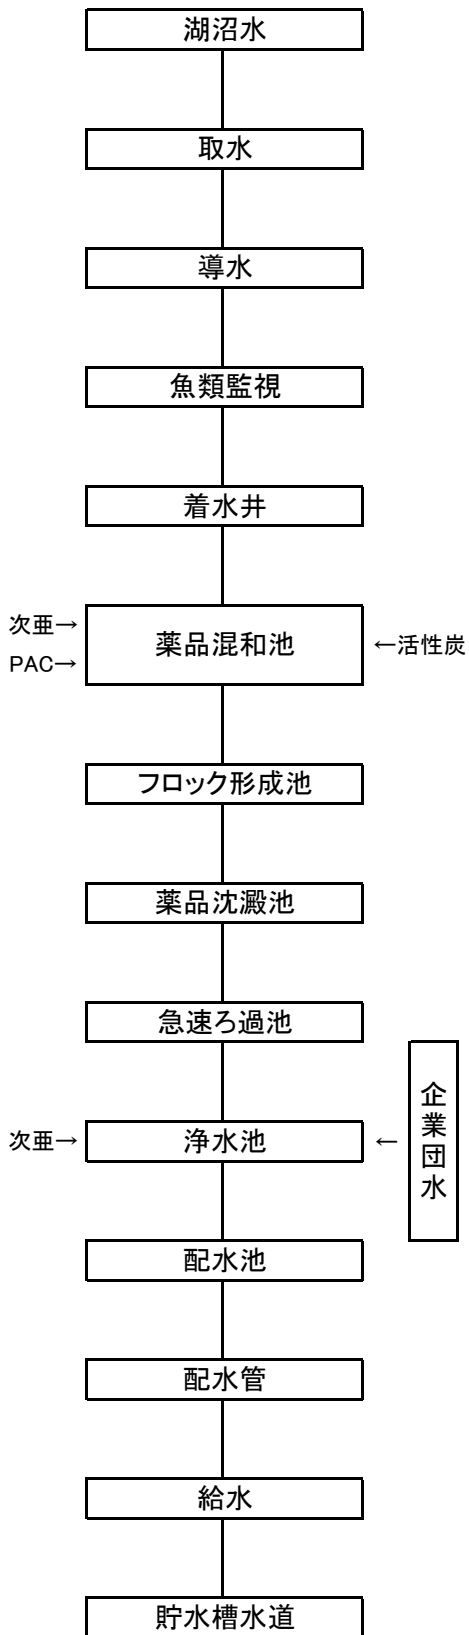 湖沼水
取水
導水
魚類監視
着水井
次亜→
PAC→
薬品混和池
←活性炭
フロック形成池
薬品沈澱池
急速ろ過池
次亜→
浄水池
←
企業団水
配水池
配水管
給水
貯水槽水道